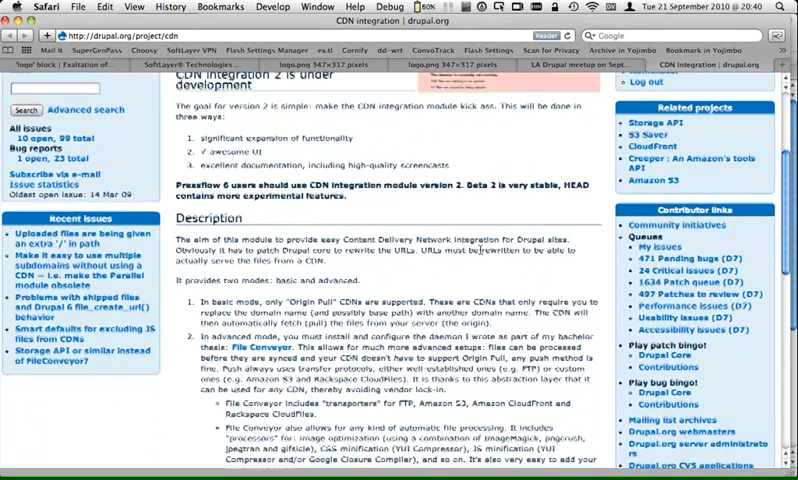 Safari File Edit View History Bookmarks Develop Window Help Debug 60% Tue 21 September 2010 20:40
CDN integration | drupal.org
http://drupal.org/project/cdn Reader Google
Mail It SuperGenPass Choosy SoftLayer VPN Flash Settings Manager ex.tl Cornify dd-wrt ConvoTrack Flash Settings Scan for Privacy Archive in Yojimbo Bookmark in Yojimbo
'logo' block | Exaltation of... SoftLayer® Technologies ... logo.png 347×317 pixels logo.png 347×317 pixels LA Drupal meetup on Sept... CDN integration | drupal.org
Search Advanced search
All issues
10 open, 99 total
Bug reports
1 open, 23 total
Subscribe via e-mail
Issue statistics
Oldest open issue: 14 Mar 09
Recent issues
Uploaded files are being given
an extra '/' in path
Make it easy to use multiple
subdomains without using a
CDN — i.e. make the Parallel
module obsolete
Problems with shipped files
and Drupal 6 file_create_url()
behavior
Smart defaults for excluding JS
files from CDNs
Storage API or similar instead
of FileConveyor?
CDN integration 2 is under
development
The goal for version 2 is simple: make the CDN integration module kick ass. This will be done in
three ways:
1. significant expansion of functionality
2. √ awesome UI
3. excellent documentation, including high-quality screencasts
Pressflow 6 users should use CDN integration module version 2. Beta 2 is very stable, HEAD
contains more experimental features.
Description
The aim of this module to provide easy Content Delivery Network integration for Drupal sites.
Obviously it has to patch Drupal core to rewrite the URLs. URLs must be rewritten to be able to
actually serve the files from a CDN.
It provides two modes: basic and advanced.
1. In basic mode, only "Origin Pull" CDNs are supported. These are CDNs that only require you to
replace the domain name (and possibly base path) with another domain name. The CDN will
then automatically fetch (pull) the files from your server (the origin).
2. In advanced mode, you must install and configure the daemon I wrote as part of my bachelor
thesis: File Conveyor. This allows for much more advanced setups: files can be processed
before they are synced and your CDN doesn't have to support Origin Pull, any push method is
fine. Push always use transfer protocols, either well-established ones (e.g. FTP) or custom
ones (e.g. Amazon S3 and Rackspace CloudFiles). It is thanks to this abstraction layer that it
can be used for any CDN, thereby avoiding vendor lock-in.
File Conveyor includes "transporters" for FTP, Amazon S3, Amazon CloudFront and
Rackspace CloudFiles.
File Conveyor also allows for any kind of automatic file processing. It includes
"processors" for: image optimization (using a combination of ImageMagick, pngcrush,
jpegtran and gifsicle), CSS minification (YUI Compressor), JS minification (YUI
Compressor and/or Google Closure Compiler), and so on. It's also very easy to add your
Log out
Related projects
Storage API
S3 Saver
CloudFront
Creeper : An Amazon's tools
API
Amazon S3
Contributor links
Community initiatives
Queues
My issues
471 Pending bugs (D7)
24 Critical issues (D7)
1634 Patch queue (D7)
497 Patches to review (D7)
Performance issues (D7)
Usability issues (D7)
Accessibility issues (D7)
Play patch bingo!
Drupal Core
Contributions
Play bug bingo!
Drupal Core
Contributions
Mailing list archives
Drupal.org webmasters
Drupal.org server administrato
rs
Drupal.org CVS applications